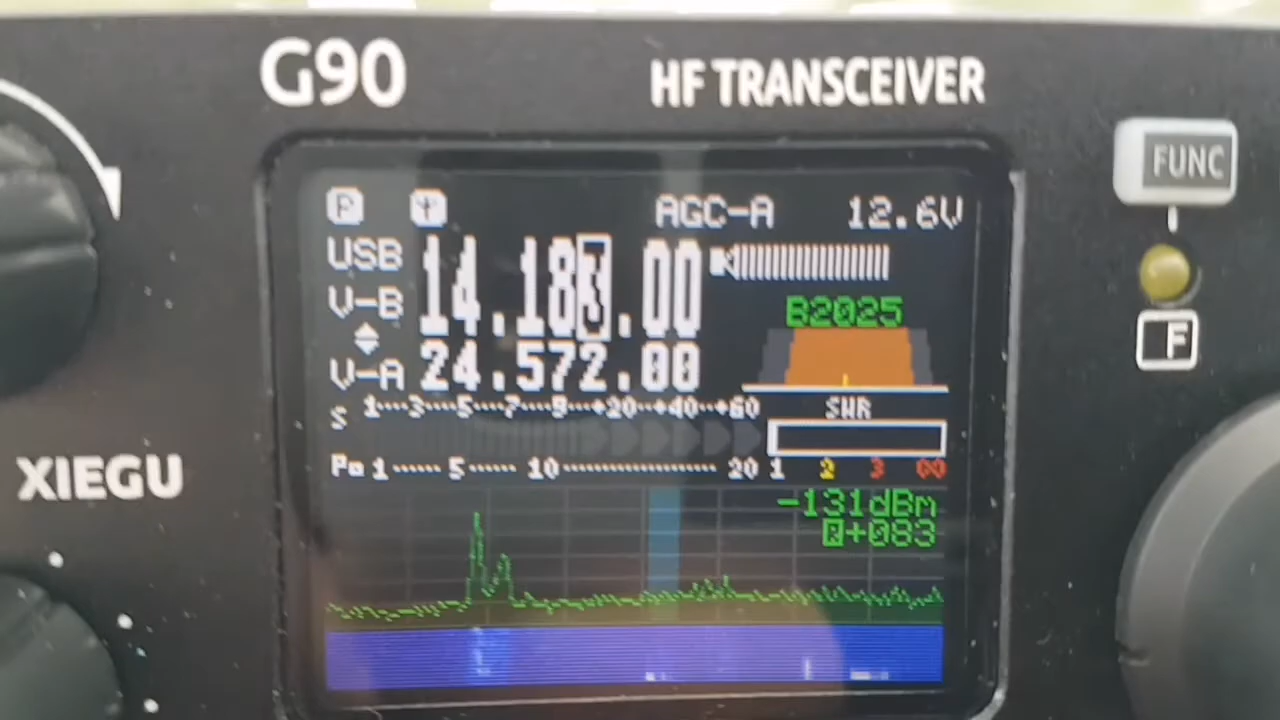 G90
HF TRANSCEIVER
FUNC
F
XIEGU
P
AGC-A
12.6V
USB
14.183.00
V-B
V-A
24.572.00
B2025
S 1 3 5 7 9 +20 +40 +60
SWR
Po 1 5 10 20
1 2 3 ∞
-131dBm
R+083